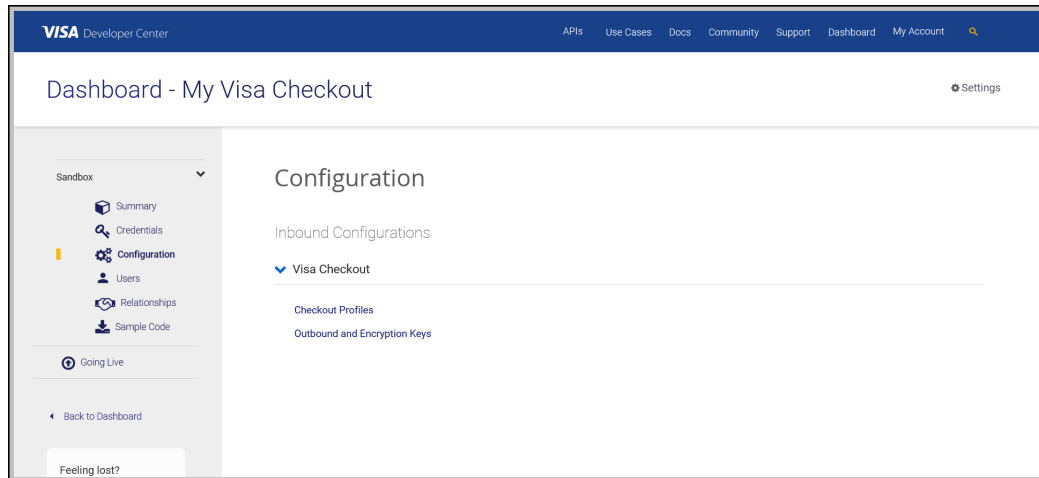 VISA Developer Center
APIs Use Cases Docs Community Support Dashboard My Account
Dashboard - My Visa Checkout
Settings
Sandbox
Summary
Credentials
Configuration
Users
Relationships
Sample Code
Going Live
Back to Dashboard
Feeling lost?
Configuration
Inbound Configurations
Visa Checkout
Checkout Profiles
Outbound and Encryption Keys